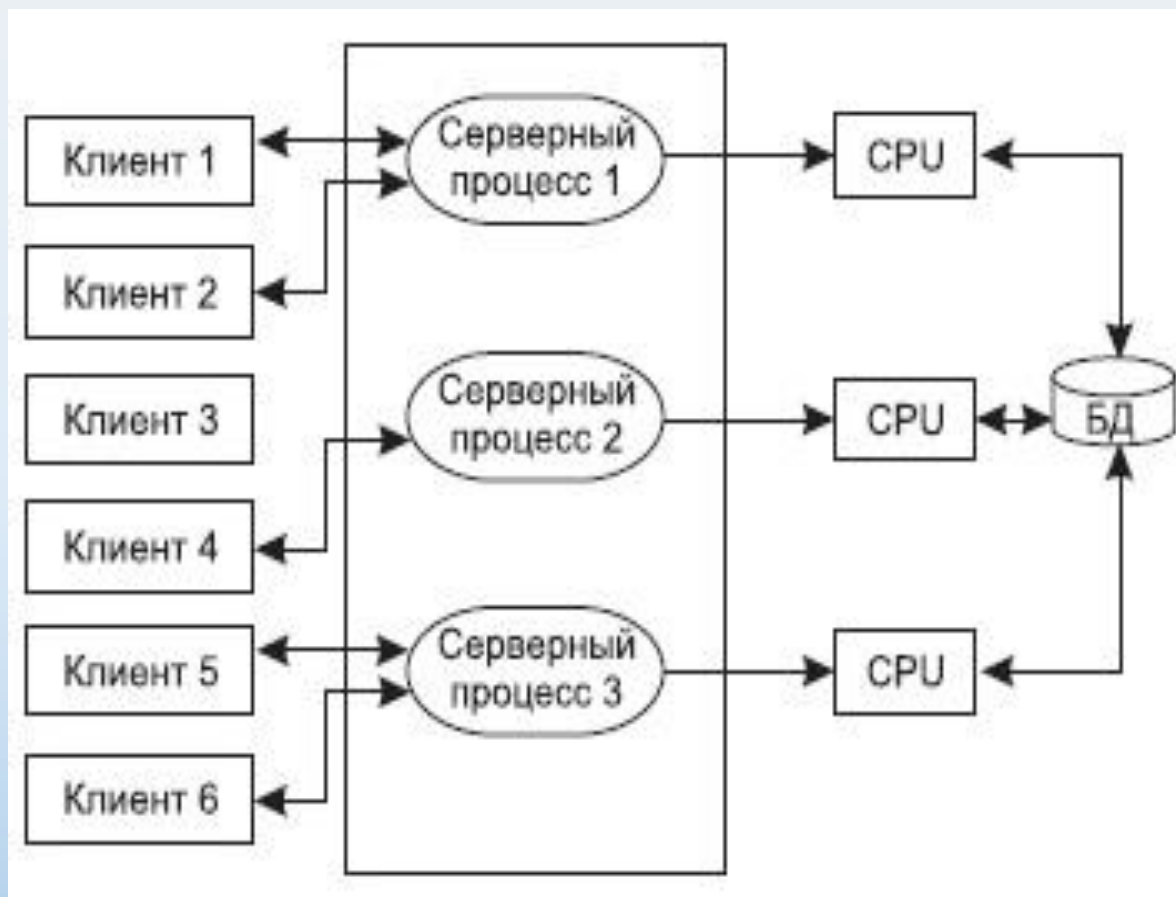 Клиент 1
Клиент 2
Клиент 3
Клиент 4
Клиент 5
Клиент 6
Серверный
процесс 1
Серверный
процесс 2
Серверный
процесс 3
CPU
CPU
CPU
БД